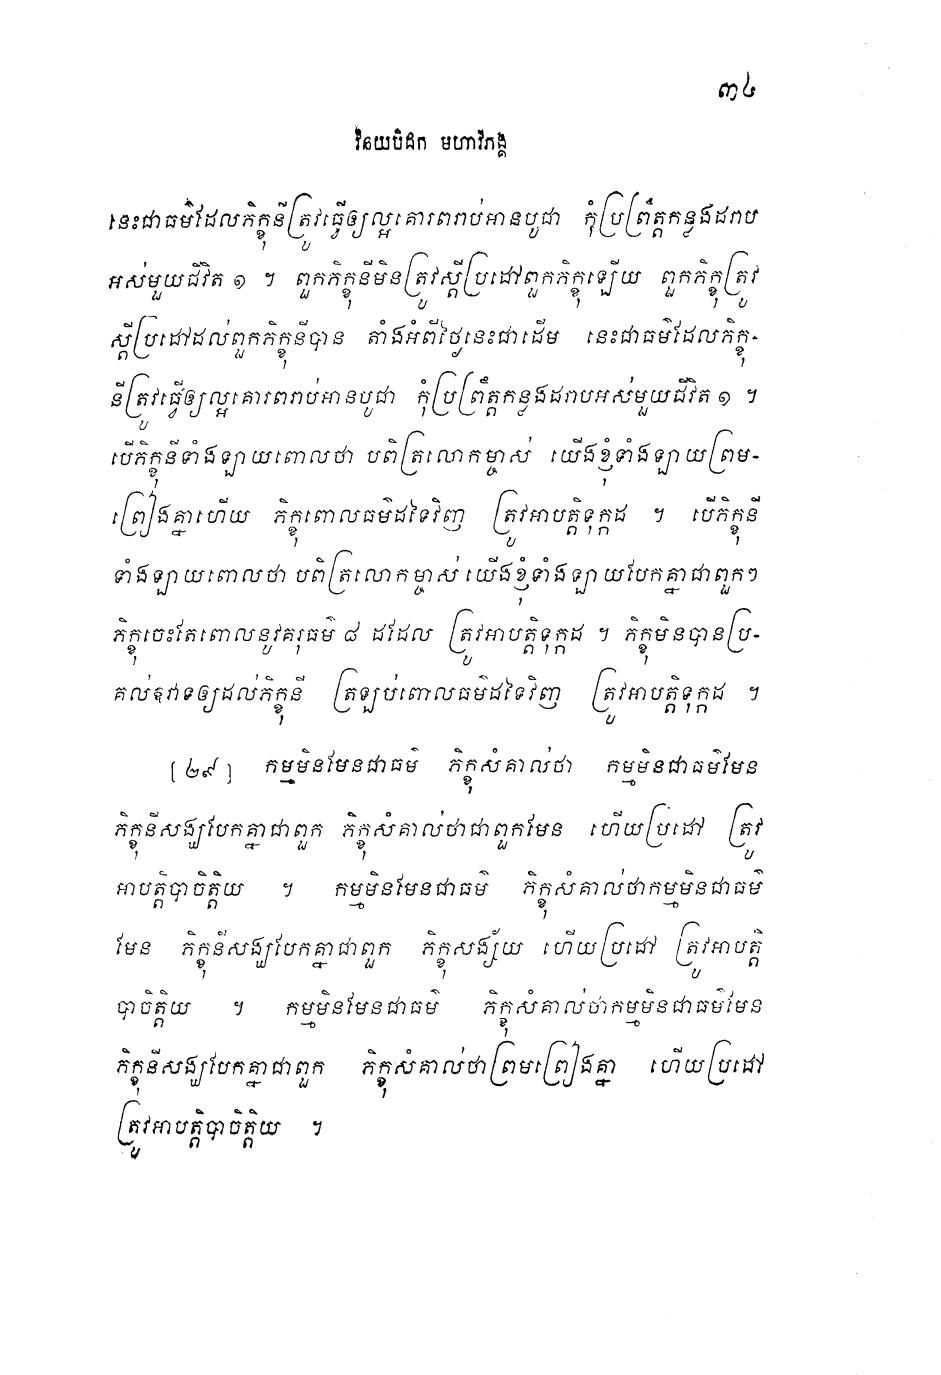 ៣៤
វិនយបិដក មហាវិភង្គ
នេះជាធម៌ដែលភិក្ខុនីត្រូវធ្វើឲ្យល្អគោរពរាប់អានបូជា កុំប្រព្រឹត្តកន្លងដរាប
អស់មួយជីវិត ១ ។ ពួកភិក្ខុនីមិនត្រូវស្តីប្រដៅពួកភិក្ខុឡើយ ពួកភិក្ខុត្រូវ
ស្តីប្រដៅដល់ពួកភិក្ខុនីបាន តាំងអំពីថ្ងៃនេះជាដើម នេះជាធម៌ដែលភិក្ខុ-
នីត្រូវធ្វើឲ្យល្អគោរពរាប់អានបូជា កុំប្រព្រឹត្តកន្លងដរាបអស់មួយជីវិត ១ ។
បើភិក្ខុនីទាំងឡាយពោលថា បពិត្រលោកម្ចាស់ យើងខ្ញុំទាំងឡាយព្រម-
ព្រៀងគ្នាហើយ ភិក្ខុពោលធម៌ដទៃវិញ ត្រូវអាបត្តិទុក្កដ ។ បើភិក្ខុនី
ទាំងឡាយពោលថា បពិត្រលោកម្ចាស់ យើងខ្ញុំទាំងឡាយបែកគ្នាជាពួកៗ
ភិក្ខុចេះតែពោលនូវគរុធម៌ ៨ ដដែល ត្រូវអាបត្តិទុក្កដ ។ ភិក្ខុមិនបានប្រ-
គល់ឱវាទឲ្យដល់ភិក្ខុនី ត្រឡប់ពោលធម៌ដទៃវិញ ត្រូវអាបត្តិទុក្កដ ។
[២៩] កម្មមិនមែនជាធម៌ ភិក្ខុសំគាល់ថា កម្មមិនជាធម៌មែន
ភិក្ខុនីសង្ឃបែកគ្នាជាពួក ភិក្ខុសំគាល់ថាជាពួកមែន ហើយប្រដៅ ត្រូវ
អាបត្តិបាចិត្តិយ ។ កម្មមិនមែនជាធម៌ ភិក្ខុសំគាល់ថាកម្មមិនជាធម៌
មែន ភិក្ខុនីសង្ឃបែកគ្នាជាពួក ភិក្ខុសង្ស័យ ហើយប្រដៅ ត្រូវអាបត្តិ
បាចិត្តិយ ។ កម្មមិនមែនជាធម៌ ភិក្ខុសំគាល់ថាកម្មមិនជាធម៌មែន
ភិក្ខុនីសង្ឃបែកគ្នាជាពួក ភិក្ខុសំគាល់ថាព្រមព្រៀងគ្នា ហើយប្រដៅ
ត្រូវអាបត្តិបាចិត្តិយ ។